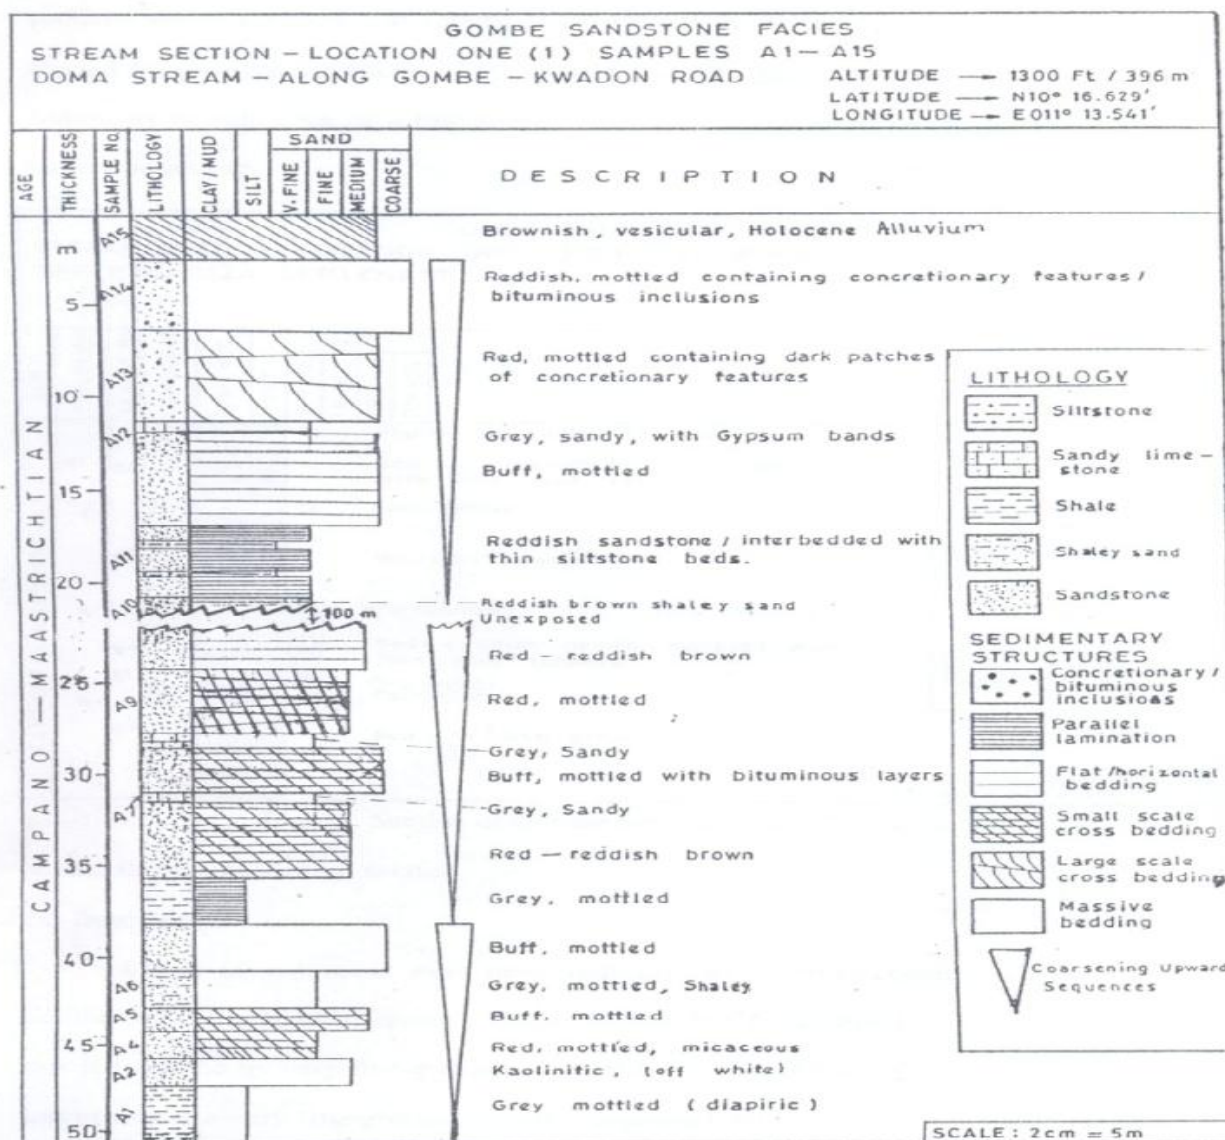 GOMBE SANDSTONE FACIES
STREAM SECTION – LOCATION ONE (1) SAMPLES A1 – A15
DOMA STREAM – ALONG GOMBE – KWADON ROAD
ALTITUDE → 1300 Ft / 396 m
LATITUDE → N10° 16.629'
LONGITUDE → E011° 13.541'
AGE
THICKNESS
SAMPLE No.
LITHOLOGY
CLAY / MUD
SILT
SAND
V. FINE
FINE
MEDIUM
COARSE
DESCRIPTION
CAMPANO — MAASTRICHTIAN
3
5
10
15
20
25
30
35
40
45
50
A15
A14
A13
A12
A11
A10
A9
A7
A6
A5
A4
A2
A1
100 m
Brownish, vesicular, Holocene Alluvium
Reddish, mottled containing concretionary features /
bituminous inclusions
Red, mottled containing dark patches
of concretionary features
Grey, sandy, with Gypsum bands
Buff, mottled
Reddish sandstone / interbedded with
thin siltstone beds.
Reddish brown shaley sand
Unexposed
Red – reddish brown
Red, mottled
Grey, Sandy
Buff, mottled with bituminous layers
Grey, Sandy
Red – reddish brown
Grey, mottled
Buff, mottled
Grey, mottled, Shaley
Buff, mottled
Red, mottled, micaceous
Kaolinitic, (off white)
Grey mottled (diapiric)
LITHOLOGY
Siltstone
Sandy lime –
stone
Shale
Shaley sand
Sandstone
SEDIMENTARY
STRUCTURES
Concretionary /
bituminous
inclusions
Parallel
lamination
Flat/horizontal
bedding
Small scale
cross bedding
Large scale
cross bedding
Massive
bedding
Coarsening Upward
Sequences
SCALE : 2cm = 5m